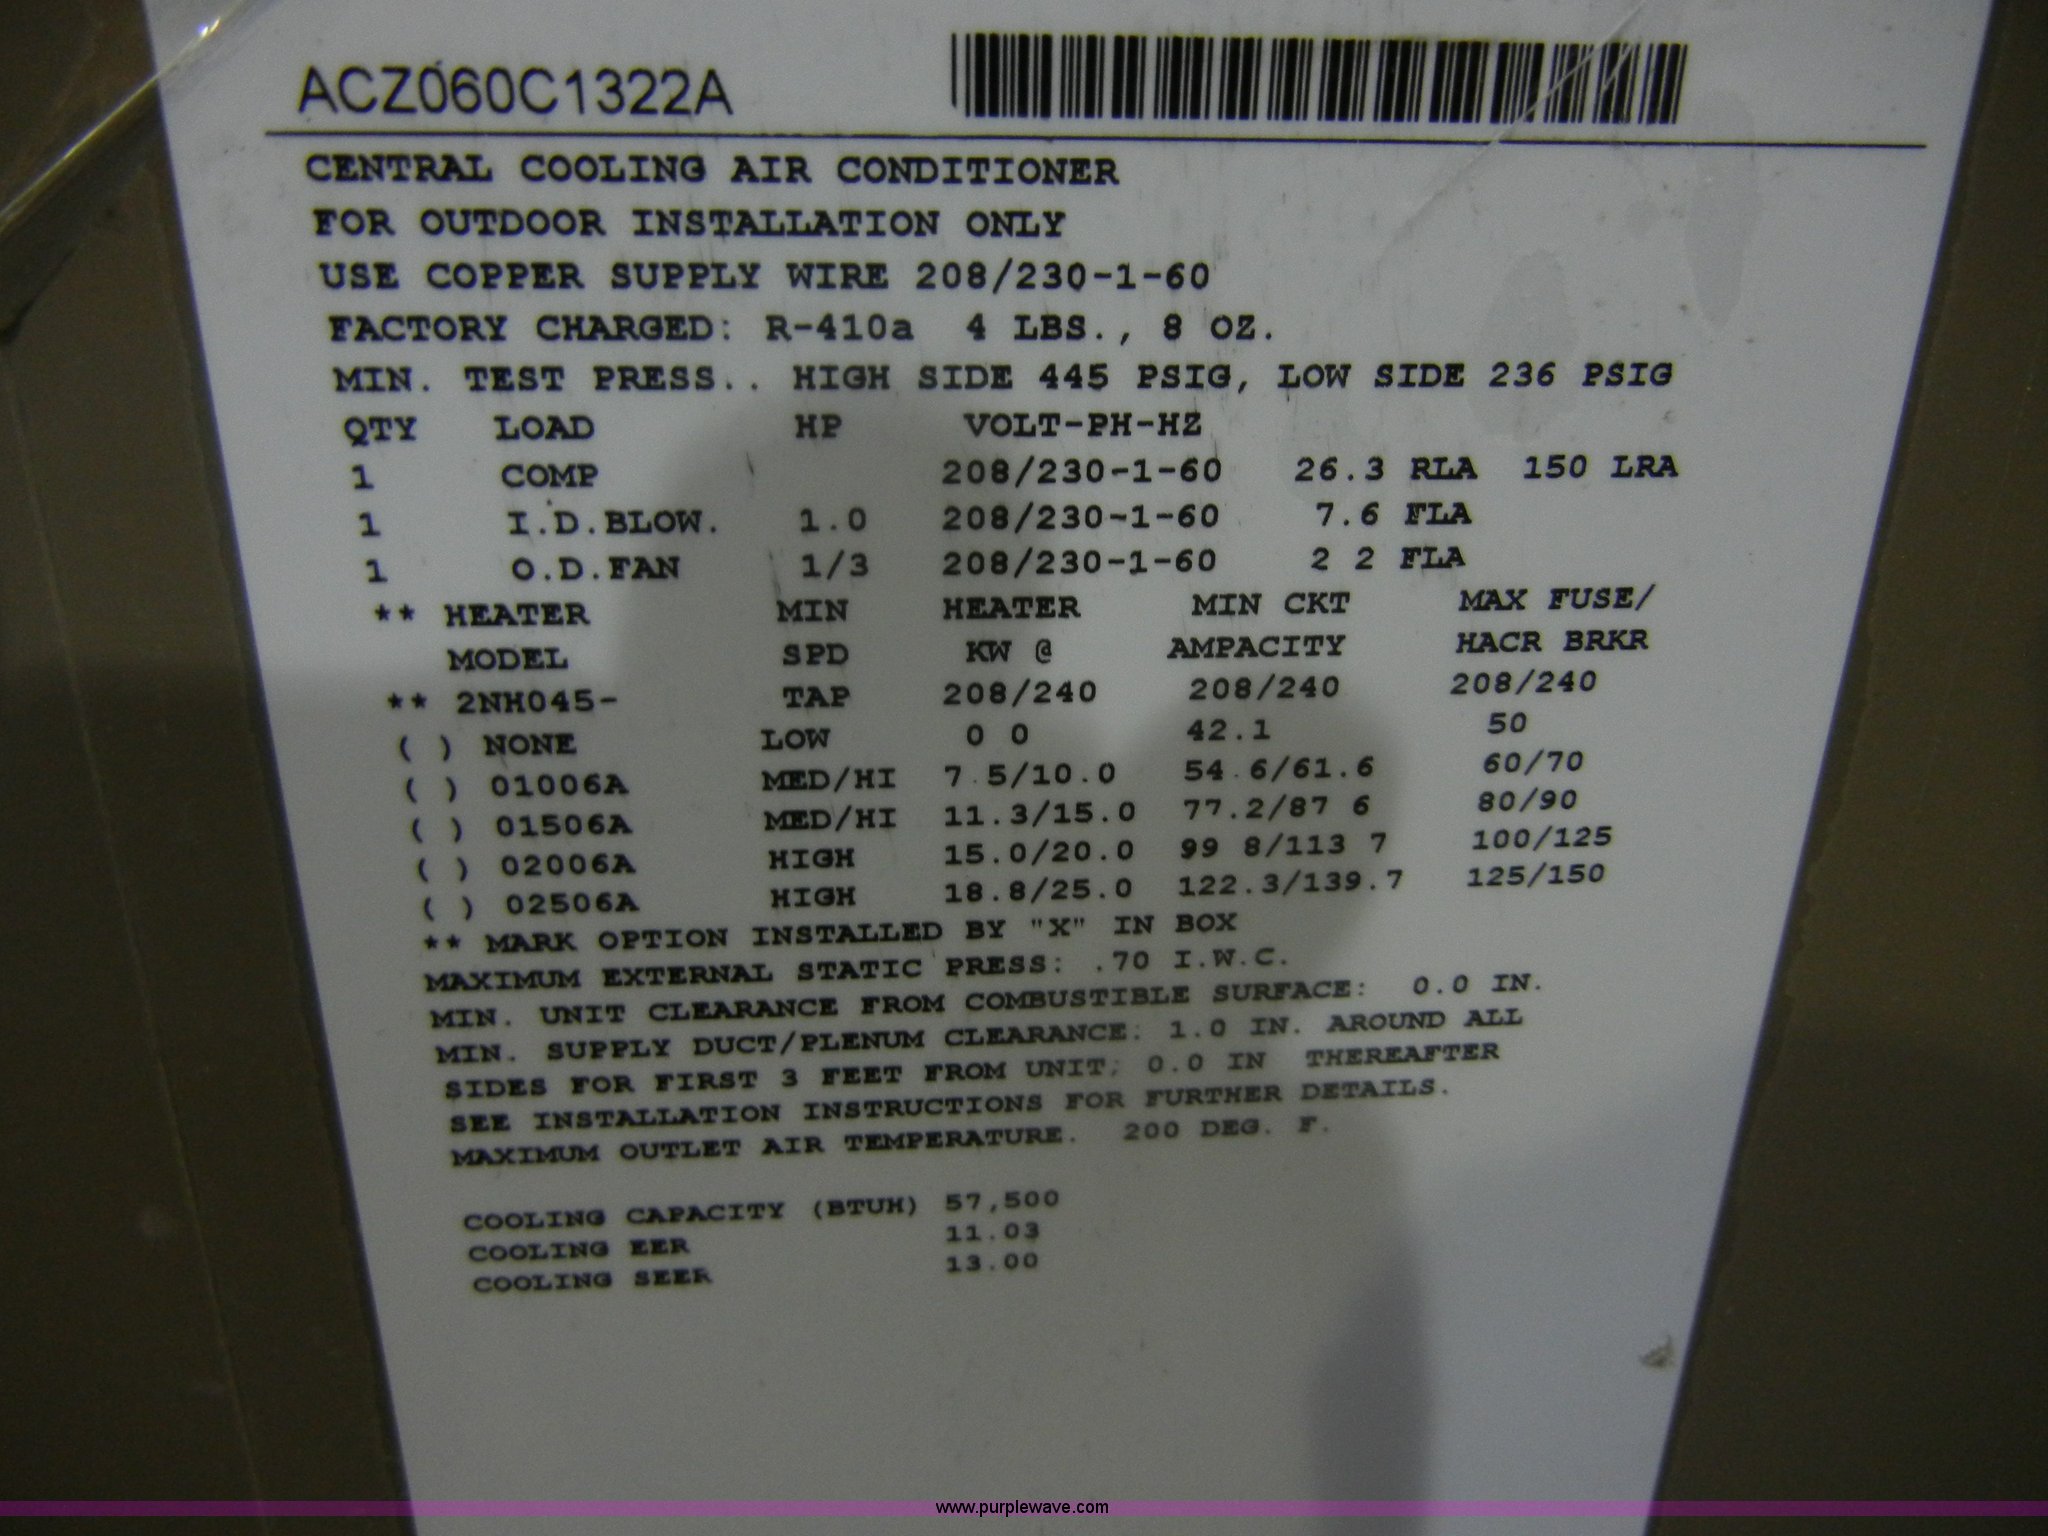 ACZ060C1322A
CENTRAL COOLING AIR CONDITIONER
FOR OUTDOOR INSTALLATION ONLY
USE COPPER SUPPLY WIRE 208/230-1-60
FACTORY CHARGED: R-410a 4 LBS., 8 OZ.
MIN. TEST PRESS.. HIGH SIDE 445 PSIG, LOW SIDE 236 PSIG
QTY LOAD HP VOLT-PH-HZ
1 COMP 208/230-1-60 26.3 RLA 150 LRA
1 I.D.BLOW. 1.0 208/230-1-60 7.6 FLA
1 O.D.FAN 1/3 208/230-1-60 2 2 FLA
** HEATER MIN HEATER MIN CKT MAX FUSE/
MODEL SPD KW @ AMPACITY HACR BRKR
** 2NH045- TAP 208/240 208/240 208/240
( ) NONE LOW 0 0 42.1 50
( ) 01006A MED/HI 7 5/10.0 54 6/61.6 60/70
( ) 01506A MED/HI 11.3/15.0 77.2/87 6 80/90
( ) 02006A HIGH 15.0/20.0 99 8/113 7 100/125
( ) 02506A HIGH 18.8/25.0 122.3/139.7 125/150
** MARK OPTION INSTALLED BY "X" IN BOX
MAXIMUM EXTERNAL STATIC PRESS: .70 I.W.C.
MIN. UNIT CLEARANCE FROM COMBUSTIBLE SURFACE: 0.0 IN.
MIN. SUPPLY DUCT/PLENUM CLEARANCE: 1.0 IN. AROUND ALL
SIDES FOR FIRST 3 FEET FROM UNIT; 0.0 IN THEREAFTER
SEE INSTALLATION INSTRUCTIONS FOR FURTHER DETAILS.
MAXIMUM OUTLET AIR TEMPERATURE. 200 DEG. F.
COOLING CAPACITY (BTUH) 57,500
COOLING EER 11.03
COOLING SEER 13.00
www.purplewave.com